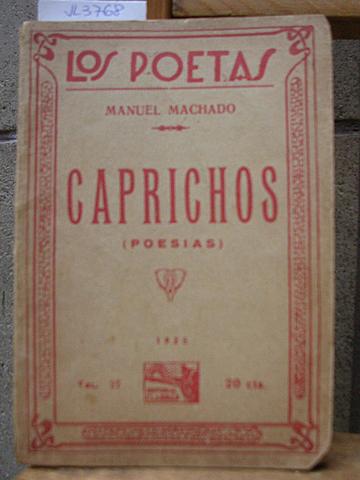 JL3768
LOS POETAS
MANUEL MACHADO
CAPRICHOS
(POESIAS)
20 cts.